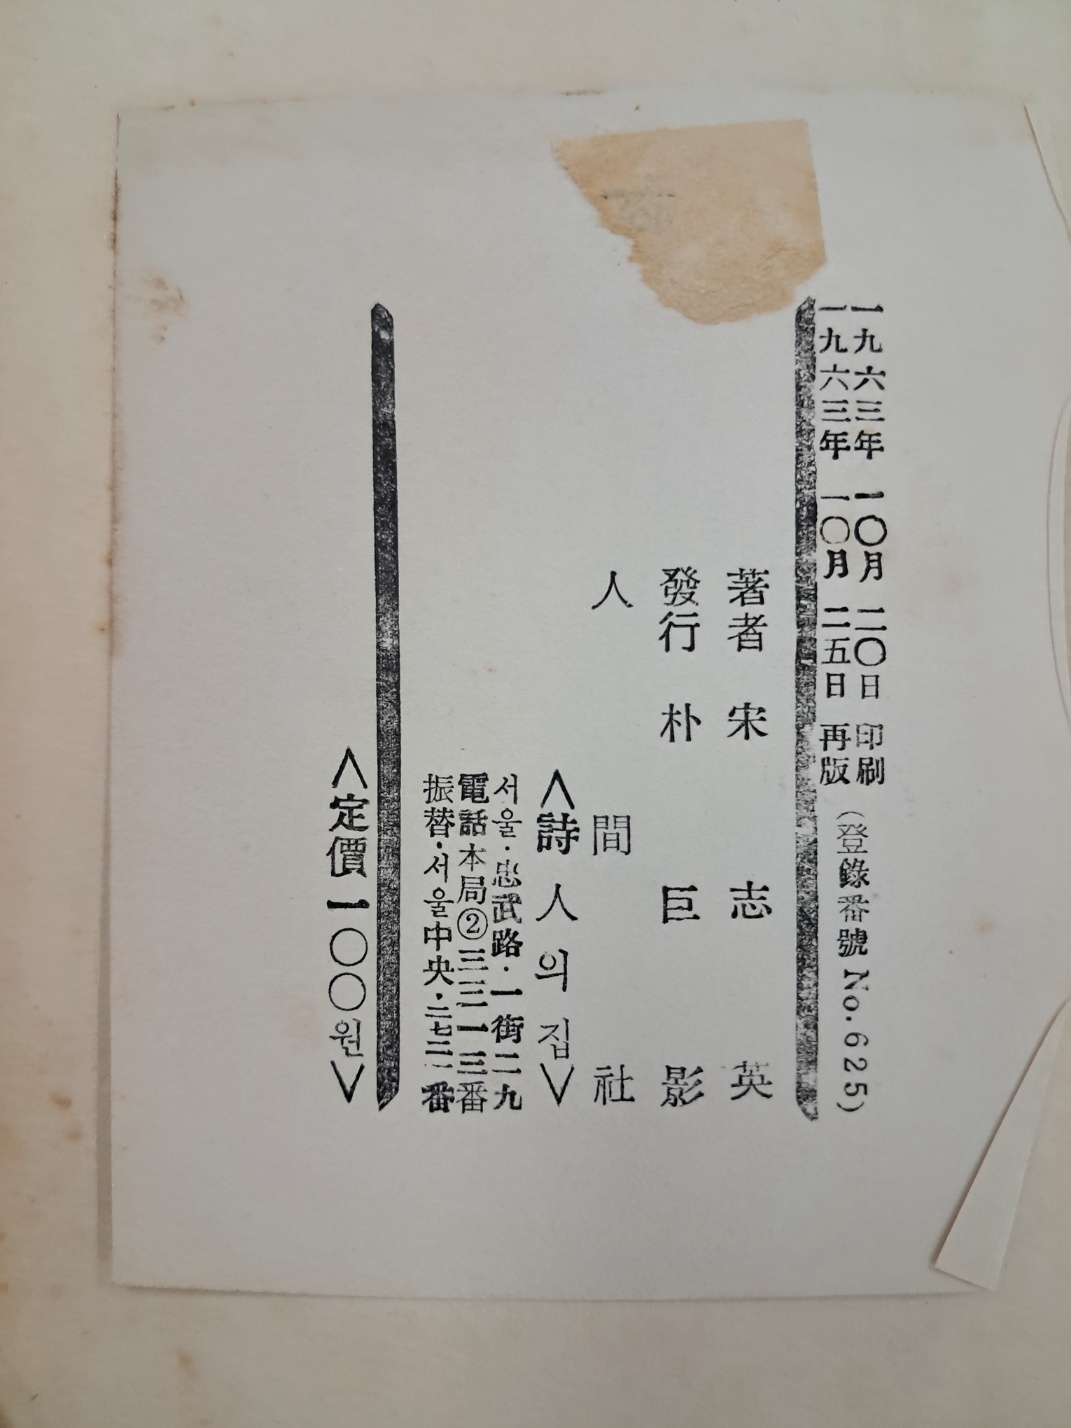 一九六三年 一〇月 二〇日 印刷
一九六三年 一〇月 二五日 再版
(登錄番號 No. 625)
著者 宋 志 英
發行 朴 巨 影
人 間 社
<詩人의 집>
서울·忠武路·一街二九
電話本局②三三一三番
振替·서울中央·二七三一番
<定價一〇〇원>